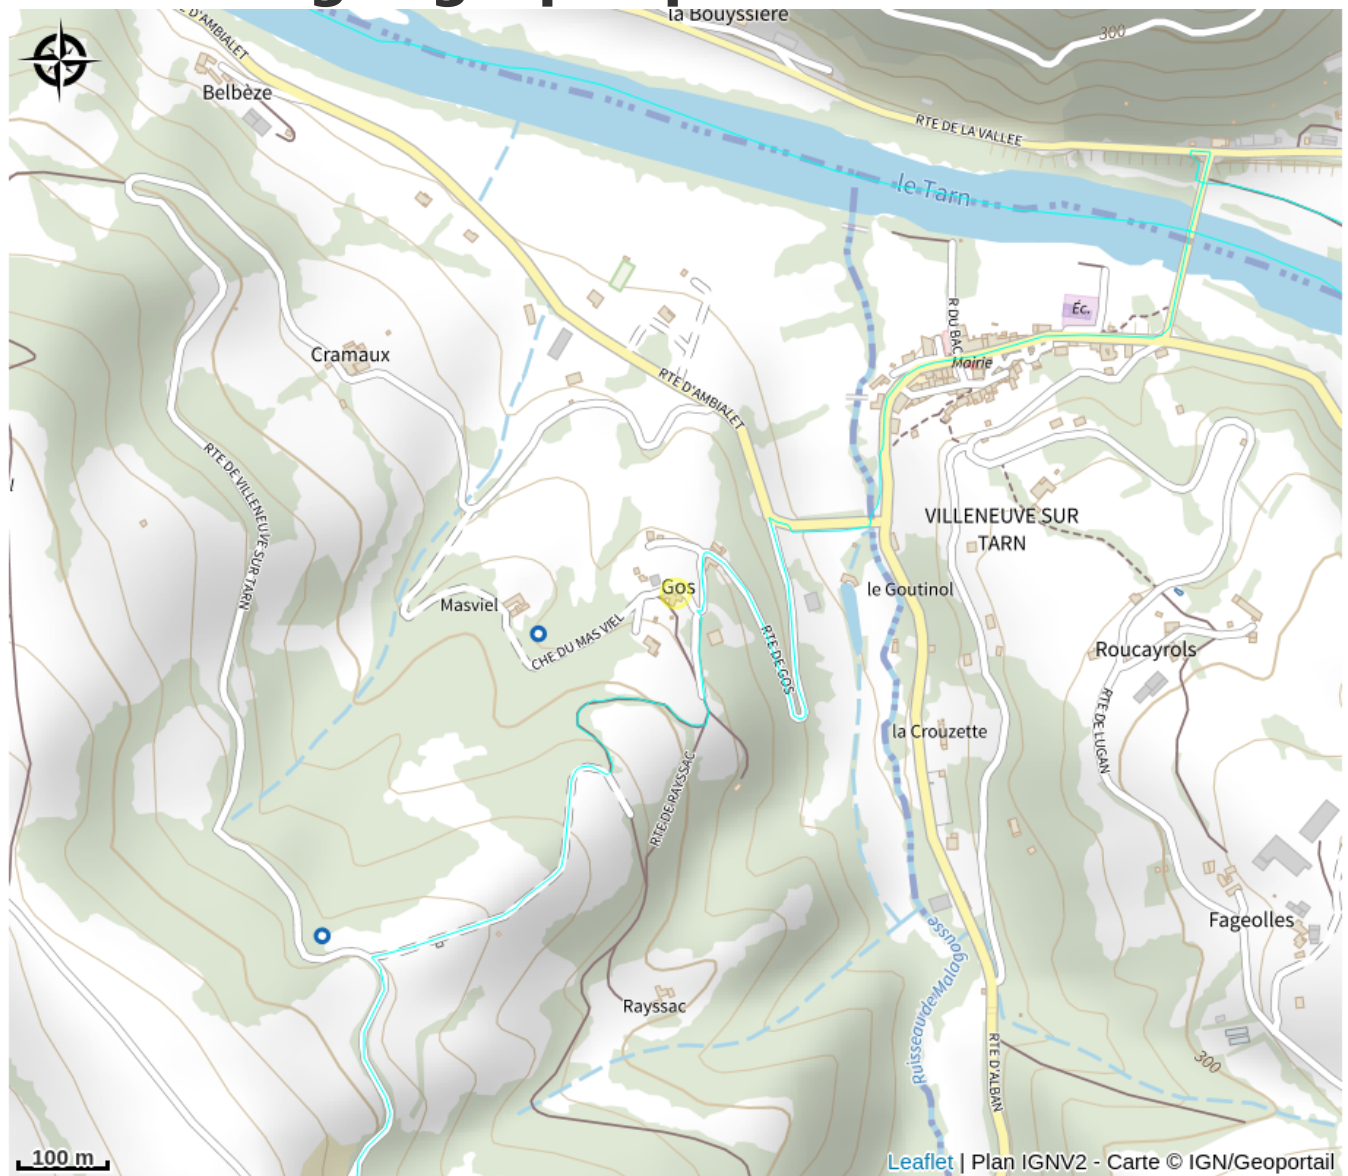 la Bouyssière
300
D'AMBIALET
Belbèze
RTE DE LA VALLEE
le Tarn
Éc.
R DU BAC
Mairie
Cramaux
RTE D'AMBIALET
RTE DE VILLENEUVE SUR TARN
VILLENEUVE SUR
TARN
Gos
le Goutinol
Masviel
CHE DU MAS VIEL
RTE DE GOS
Roucayrols
RTE DE LUGAN
la Crouzette
RTE DE RAYSSAC
Fageolles
Ruisseau de Malagousse
Rayssac
RTE D'ALBAN
300
100 m
Leaflet | Plan IGNV2 - Carte © IGN/Geoportail